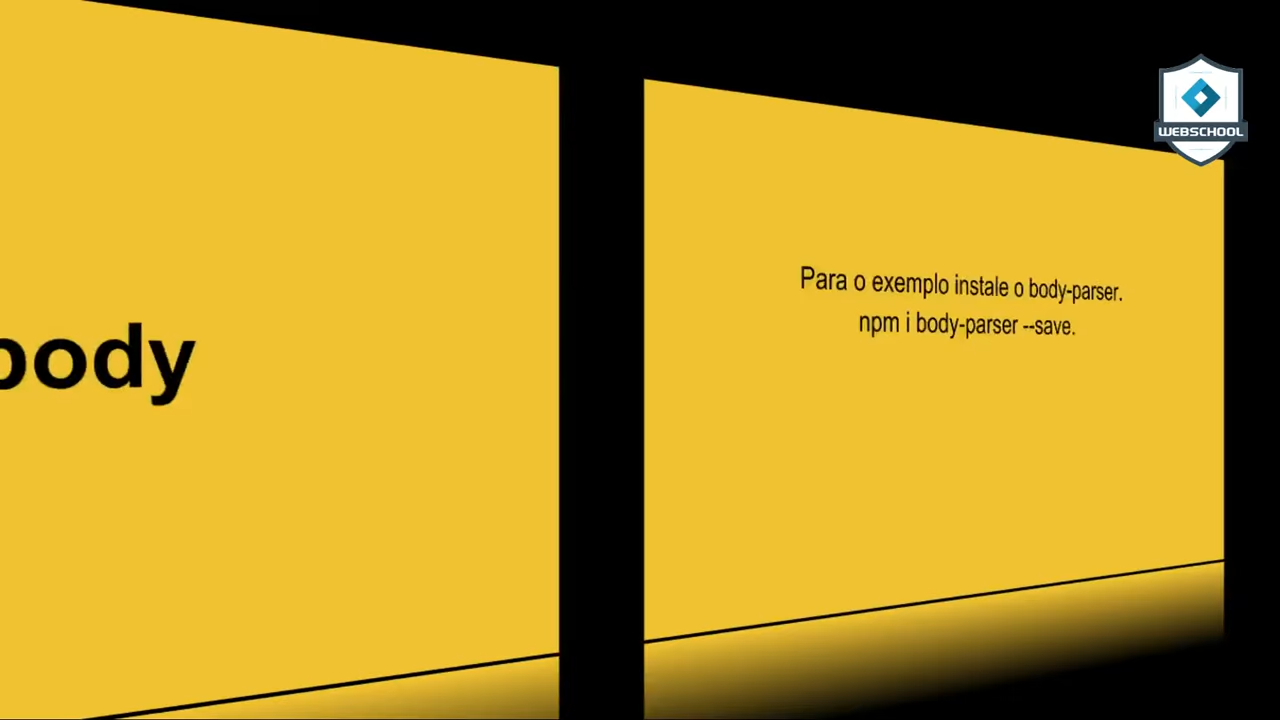 body
Para o exemplo instale o body-parser.
npm i body-parser --save.
WEBSCHOOL